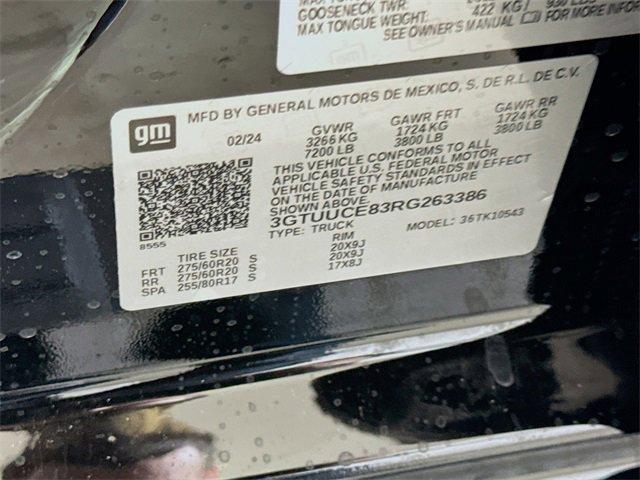 GOOSENECK TWR:
MAX TONGUE WEIGHT: 422 KG
SEE OWNER'S MANUAL FOR MORE
MFD BY GENERAL MOTORS DE MEXICO, S. DE R.L. DE C.V.
gm
02/24 GVWR GAWR FRT GAWR RR
3266 KG 1724 KG 1724 KG
7200 LB 3800 LB 3800 LB
THIS VEHICLE CONFORMS TO ALL
APPLICABLE U.S. FEDERAL MOTOR
VEHICLE SAFETY STANDARDS IN EFFECT
ON THE DATE OF MANUFACTURE
3GTUUCE83RG263386
TYPE: TRUCK MODEL: 36TK10543
8555
TIRE SIZE RIM
FRT 275/60R20 S 20X9J
RR 275/60R20 S 20X9J
SPA 255/80R17 S 17X8J